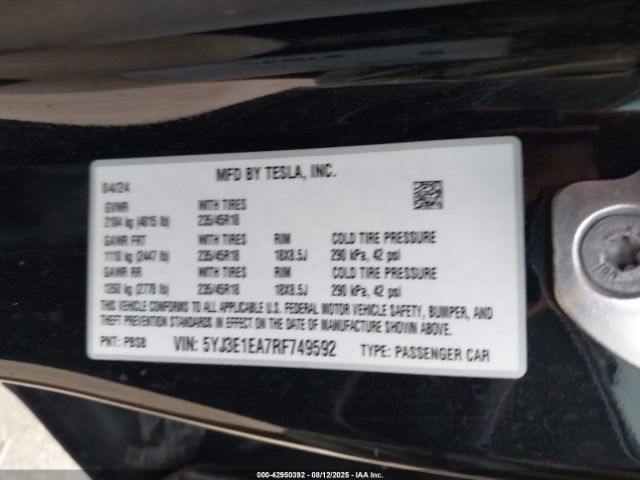 MFD BY TESLA, INC.
04/24
GVWR WITH TIRES
2184 kg (4815 lb) 235/45R18
GAWR FRT WITH TIRES RIM COLD TIRE PRESSURE
1110 kg (2447 lb) 235/45R18 18X8.5J 290 kPa, 42 psi
GAWR RR WITH TIRES RIM COLD TIRE PRESSURE
1260 kg (2778 lb) 235/45R18 18X8.5J 290 kPa, 42 psi
THIS VEHICLE CONFORMS TO ALL APPLICABLE U.S. FEDERAL MOTOR VEHICLE SAFETY, BUMPER, AND
THEFT PREVENTION STANDARDS IN EFFECT ON THE DATE OF MANUFACTURE SHOWN ABOVE.
PNT: PBSB VIN: 5YJ3E1EA7RF749592 TYPE: PASSENGER CAR
000-42950392 - 08/12/2025 - IAA Inc.